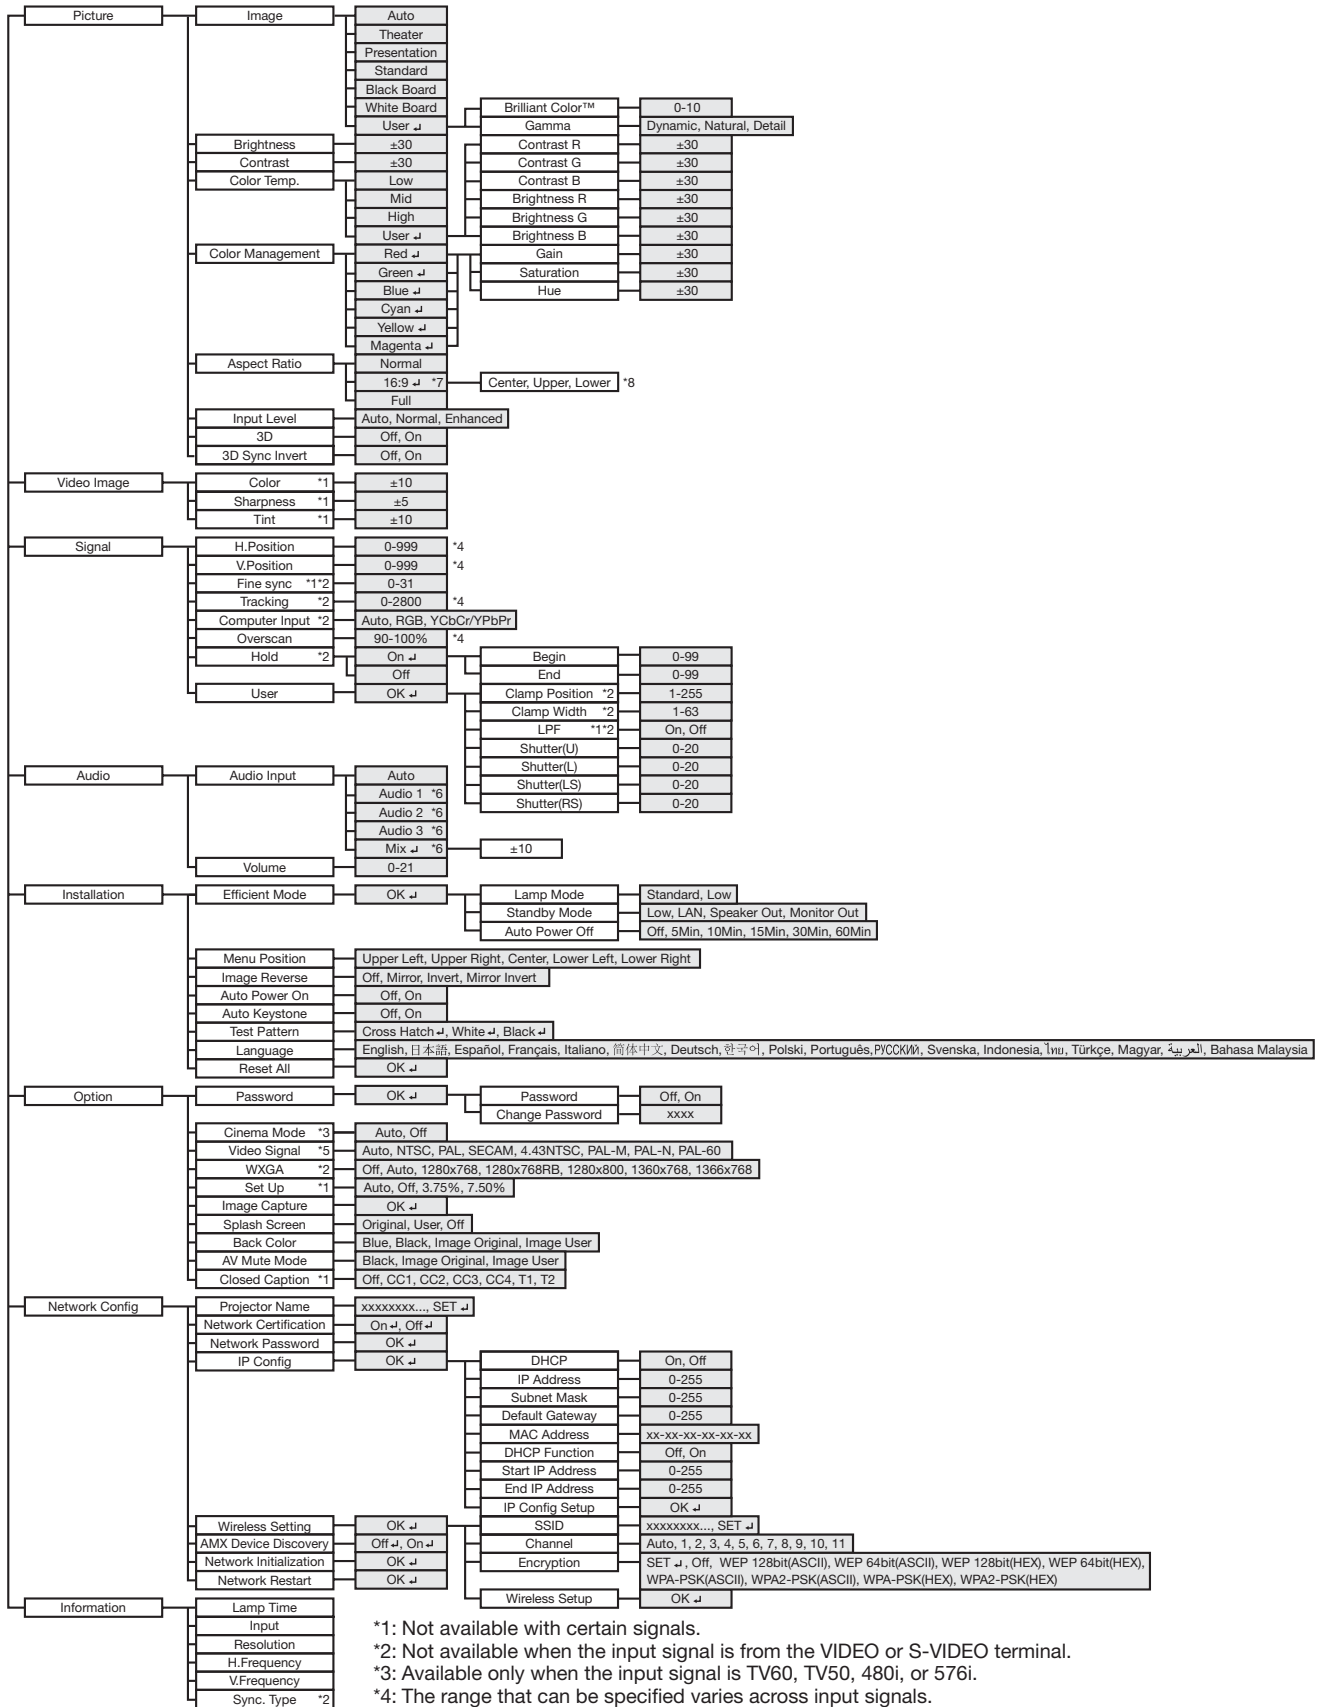 Picture Image Auto
Theater
Presentation
Standard
Black Board
White Board Brilliant Color™ 0-10
User ↵ Gamma Dynamic, Natural, Detail
Brightness ±30 Contrast R ±30
Contrast ±30 Contrast G ±30
Color Temp. Low Contrast B ±30
Mid Brightness R ±30
High Brightness G ±30
User ↵ Brightness B ±30
Color Management Red ↵ Gain ±30
Green ↵ Saturation ±30
Blue ↵ Hue ±30
Cyan ↵
Yellow ↵
Magenta ↵
Aspect Ratio Normal
16:9 ↵ *7 Center, Upper, Lower *8
Full
Input Level Auto, Normal, Enhanced
3D Off, On
3D Sync Invert Off, On
Video Image Color *1 ±10
Sharpness *1 ±5
Tint *1 ±10
Signal H.Position 0-999 *4
V.Position 0-999 *4
Fine sync *1*2 0-31
Tracking *2 0-2800 *4
Computer Input *2 Auto, RGB, YCbCr/YPbPr
Overscan 90-100% *4
Hold *2 On ↵ Begin 0-99
Off End 0-99
User OK ↵ Clamp Position *2 1-255
Clamp Width *2 1-63
LPF *1*2 On, Off
Shutter(U) 0-20
Shutter(L) 0-20
Shutter(LS) 0-20
Shutter(RS) 0-20
Audio Audio Input Auto
Audio 1 *6
Audio 2 *6
Audio 3 *6
Mix ↵ *6 ±10
Volume 0-21
Installation Efficient Mode OK ↵ Lamp Mode Standard, Low
Standby Mode Low, LAN, Speaker Out, Monitor Out
Auto Power Off Off, 5Min, 10Min, 15Min, 30Min, 60Min
Menu Position Upper Left, Upper Right, Center, Lower Left, Lower Right
Image Reverse Off, Mirror, Invert, Mirror Invert
Auto Power On Off, On
Auto Keystone Off, On
Test Pattern Cross Hatch ↵, White ↵, Black ↵
Language English, 日本語, Español, Français, Italiano, 简体中文, Deutsch, 한국어, Polski, Português, РУССКИЙ, Svenska, Indonesia, ไทย, Türkçe, Magyar, العربية, Bahasa Malaysia
Reset All OK ↵
Option Password OK ↵ Password Off, On
Change Password xxxx
Cinema Mode *3 Auto, Off
Video Signal *5 Auto, NTSC, PAL, SECAM, 4.43NTSC, PAL-M, PAL-N, PAL-60
WXGA *2 Off, Auto, 1280x768, 1280x768RB, 1280x800, 1360x768, 1366x768
Set Up *1 Auto, Off, 3.75%, 7.50%
Image Capture OK ↵
Splash Screen Original, User, Off
Back Color Blue, Black, Image Original, Image User
AV Mute Mode Black, Image Original, Image User
Closed Caption *1 Off, CC1, CC2, CC3, CC4, T1, T2
Network Config Projector Name xxxxxxxx..., SET ↵
Network Certification On ↵, Off ↵
Network Password OK ↵
IP Config OK ↵ DHCP On, Off
IP Address 0-255
Subnet Mask 0-255
Default Gateway 0-255
MAC Address xx-xx-xx-xx-xx-xx
DHCP Function Off, On
Start IP Address 0-255
End IP Address 0-255
IP Config Setup OK ↵
Wireless Setting OK ↵ SSID xxxxxxxx..., SET ↵
AMX Device Discovery Off ↵, On ↵ Channel Auto, 1, 2, 3, 4, 5, 6, 7, 8, 9, 10, 11
Network Initialization OK ↵ Encryption SET ↵, Off, WEP 128bit(ASCII), WEP 64bit(ASCII), WEP 128bit(HEX), WEP 64bit(HEX),
Network Restart OK ↵ WPA-PSK(ASCII), WPA2-PSK(ASCII), WPA-PSK(HEX), WPA2-PSK(HEX)
Wireless Setup OK ↵
Information Lamp Time
Input
Resolution
H.Frequency
V.Frequency
Sync. Type *2
*1: Not available with certain signals.
*2: Not available when the input signal is from the VIDEO or S-VIDEO terminal.
*3: Available only when the input signal is TV60, TV50, 480i, or 576i.
*4: The range that can be specified varies across input signals.